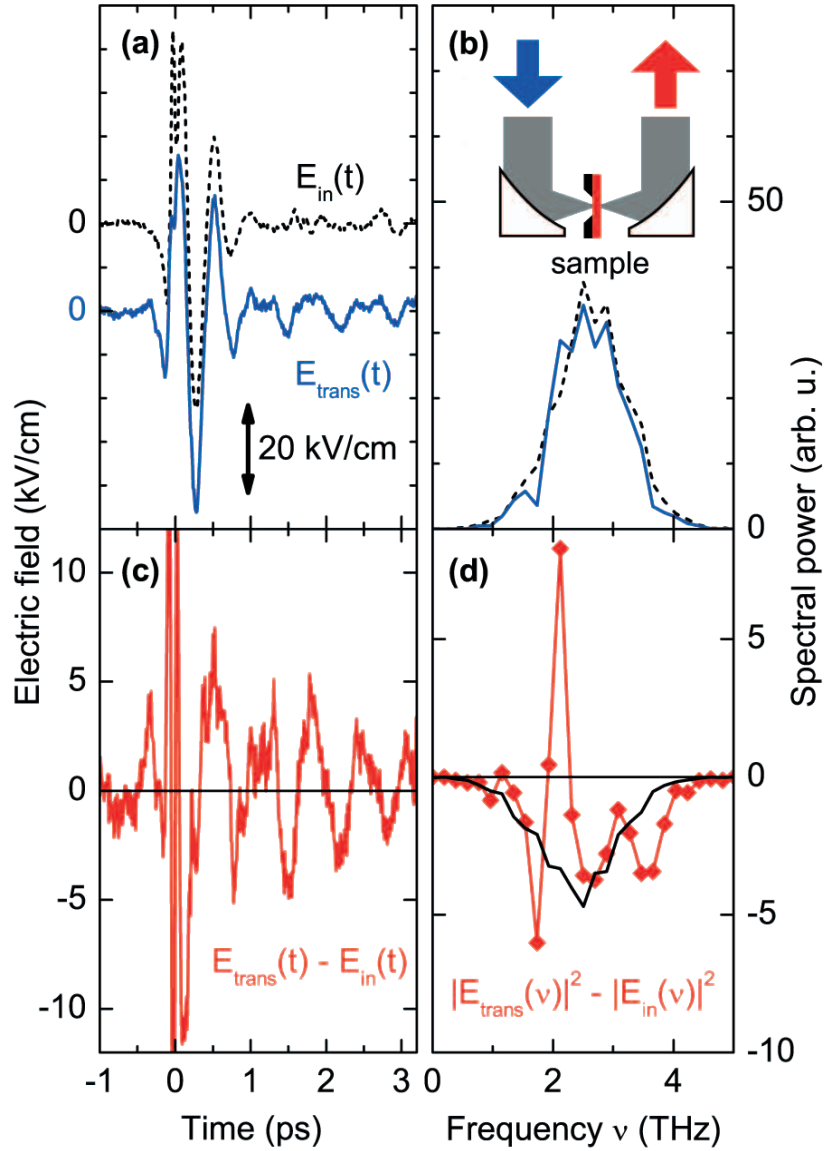 (a)
E_in(t)
0
0
E_trans(t)
20 kV/cm
(b)
sample
50
0
Electric field (kV/cm)
Spectral power (arb. u.)
(c)
10
5
0
-5
-10
E_trans(t) - E_in(t)
-1 0 1 2 3
Time (ps)
(d)
5
0
-5
-10
|E_trans(ν)|² - |E_in(ν)|²
0 2 4
Frequency ν (THz)